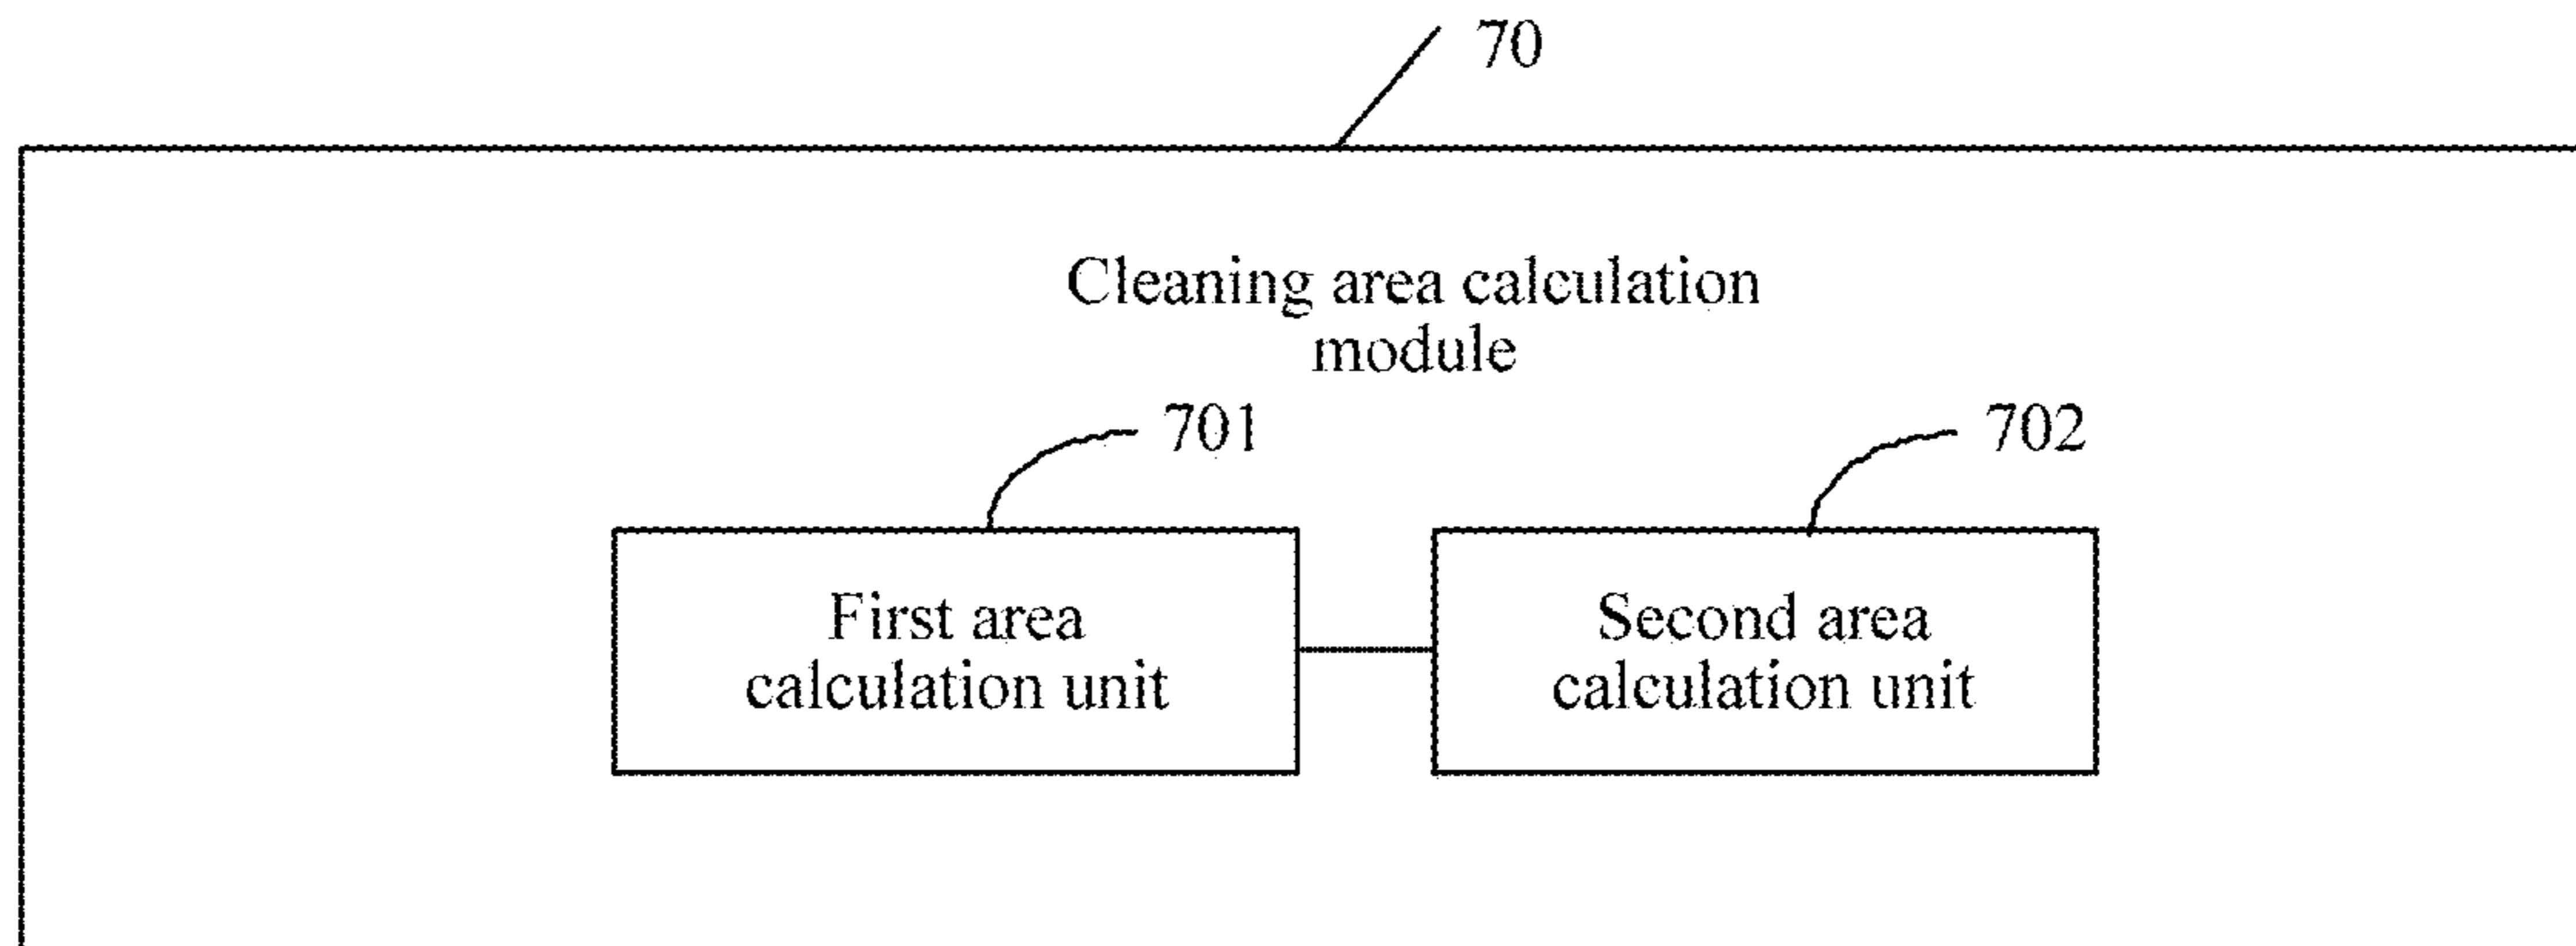 70
Cleaning area calculation
module
701
702
First area
calculation unit
Second area
calculation unit